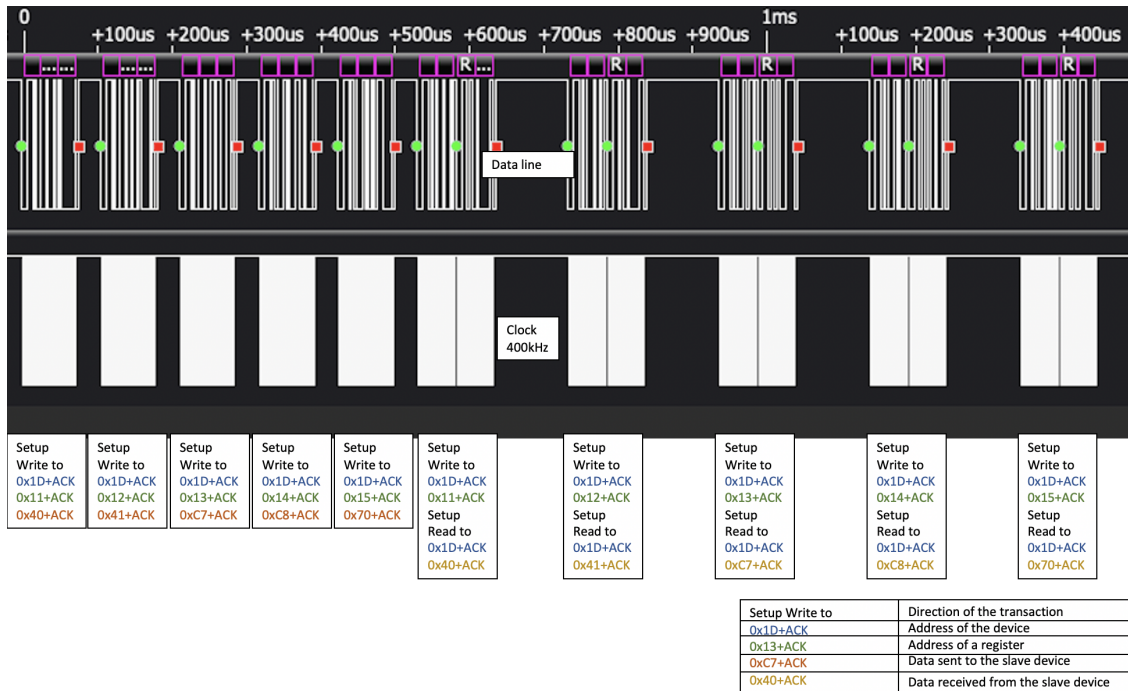 0 1ms
+100us +200us +300us +400us +500us +600us +700us +800us +900us +100us +200us +300us +400us
... ... ... ... R ... R R R R
Data line
Clock
400kHz
Setup
Write to
0x1D+ACK
0x11+ACK
0x40+ACK
Setup
Write to
0x1D+ACK
0x12+ACK
0x41+ACK
Setup
Write to
0x1D+ACK
0x13+ACK
0xC7+ACK
Setup
Write to
0x1D+ACK
0x14+ACK
0xC8+ACK
Setup
Write to
0x1D+ACK
0x15+ACK
0x70+ACK
Setup
Write to
0x1D+ACK
0x11+ACK
Setup
Read to
0x1D+ACK
0x40+ACK
Setup
Write to
0x1D+ACK
0x12+ACK
Setup
Read to
0x1D+ACK
0x41+ACK
Setup
Write to
0x1D+ACK
0x13+ACK
Setup
Read to
0x1D+ACK
0xC7+ACK
Setup
Write to
0x1D+ACK
0x14+ACK
Setup
Read to
0x1D+ACK
0xC8+ACK
Setup
Write to
0x1D+ACK
0x15+ACK
Setup
Read to
0x1D+ACK
0x70+ACK
Setup Write to Direction of the transaction
0x1D+ACK Address of the device
0x13+ACK Address of a register
0xC7+ACK Data sent to the slave device
0x40+ACK Data received from the slave device